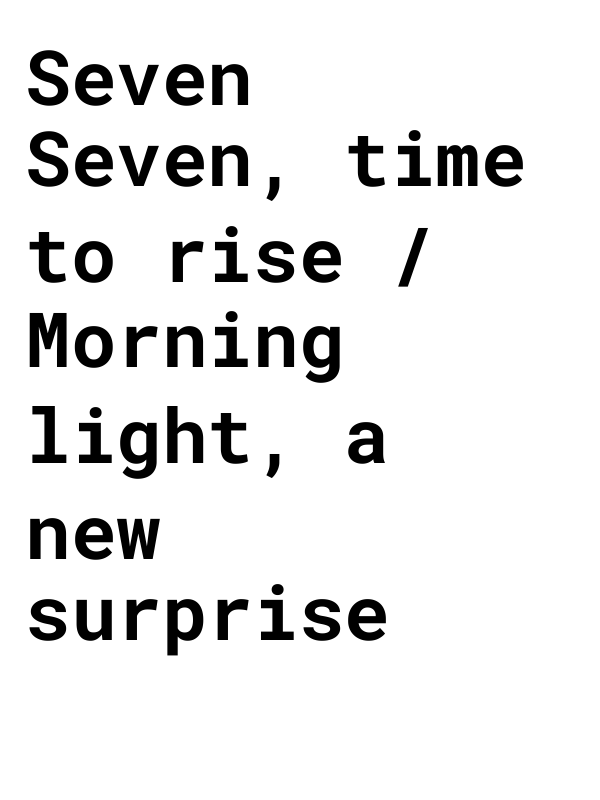 Seven
Seven, time
to rise /
Morning
light, a
new
surprise